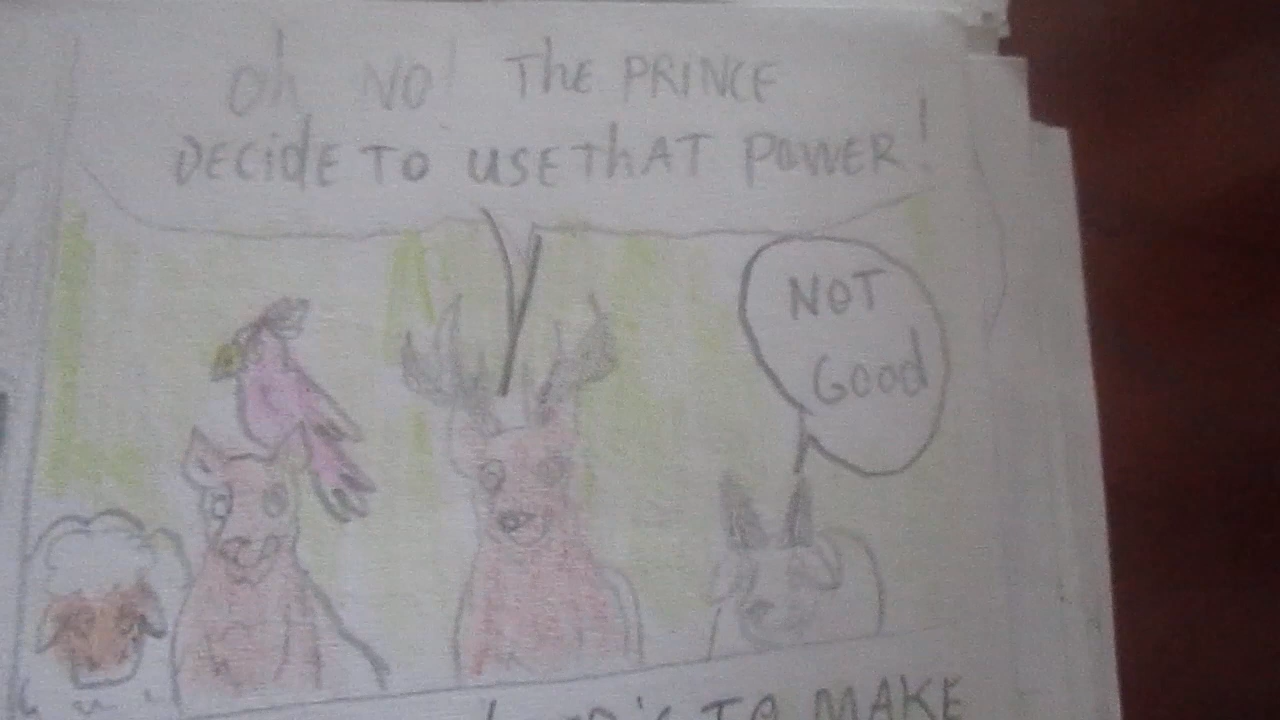 Oh NO! The PRINCE
DECIDE TO USE ThAT POWER!
NOT
Good
TO MAKE